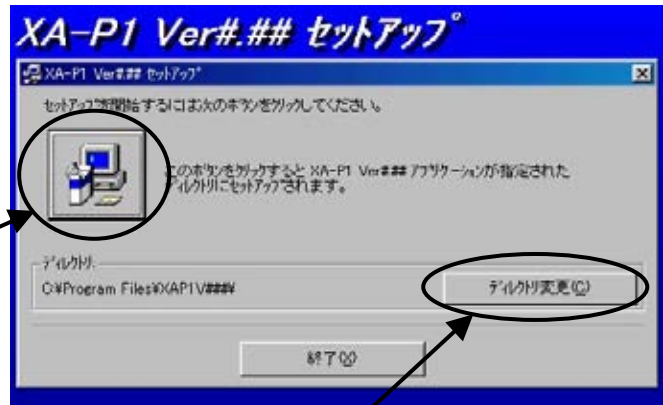 XA-P1 Ver#.## セットアップ
XA-P1 Ver#.## セットアップ
セットアップを開始するには次のボタンをクリックしてください。
このボタンをクリックすると XA-P1 Ver#.## アプリケーションが指定された
ディレクトリにセットアップされます。
ディレクトリ:
C:¥Program Files¥XAP1V###¥
ディレクトリ変更(C)
終了(X)